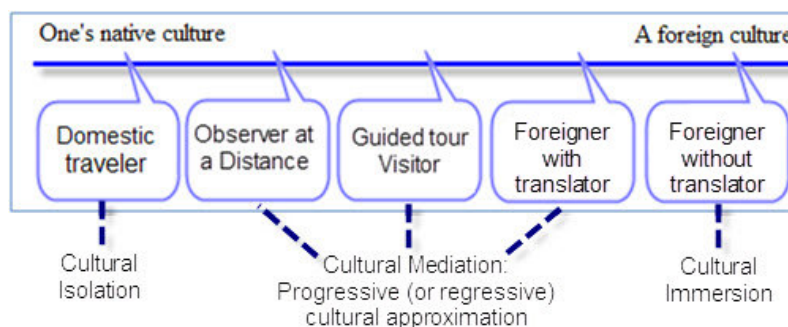 One's native culture
A foreign culture
Domestic
traveler
Observer at
a Distance
Guided tour
Visitor
Foreigner
with
translator
Foreigner
without
translator
Cultural
Isolation
Cultural Mediation:
Progressive (or regressive)
cultural approximation
Cultural
Immersion